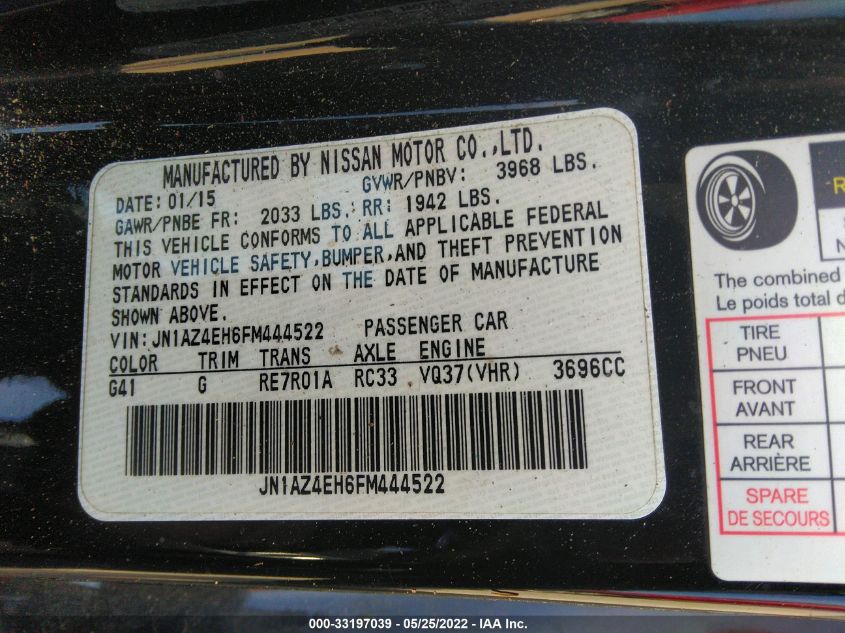 MANUFACTURED BY NISSAN MOTOR CO.,LTD.
DATE: 01/15 GVWR/PNBV: 3968 LBS.
GAWR/PNBE FR: 2033 LBS. RR: 1942 LBS.
THIS VEHICLE CONFORMS TO ALL APPLICABLE FEDERAL
MOTOR VEHICLE SAFETY,BUMPER,AND THEFT PREVENTION
STANDARDS IN EFFECT ON THE DATE OF MANUFACTURE
SHOWN ABOVE.
VIN: JN1AZ4EH6FM444522 PASSENGER CAR
COLOR TRIM TRANS AXLE ENGINE
G41 G RE7R01A RC33 VQ37(VHR) 3696CC
JN1AZ4EH6FM444522
The combined
Le poids total
TIRE
PNEU
FRONT
AVANT
REAR
ARRIÈRE
SPARE
DE SECOURS
000-33197039 - 05/25/2022 - IAA Inc.